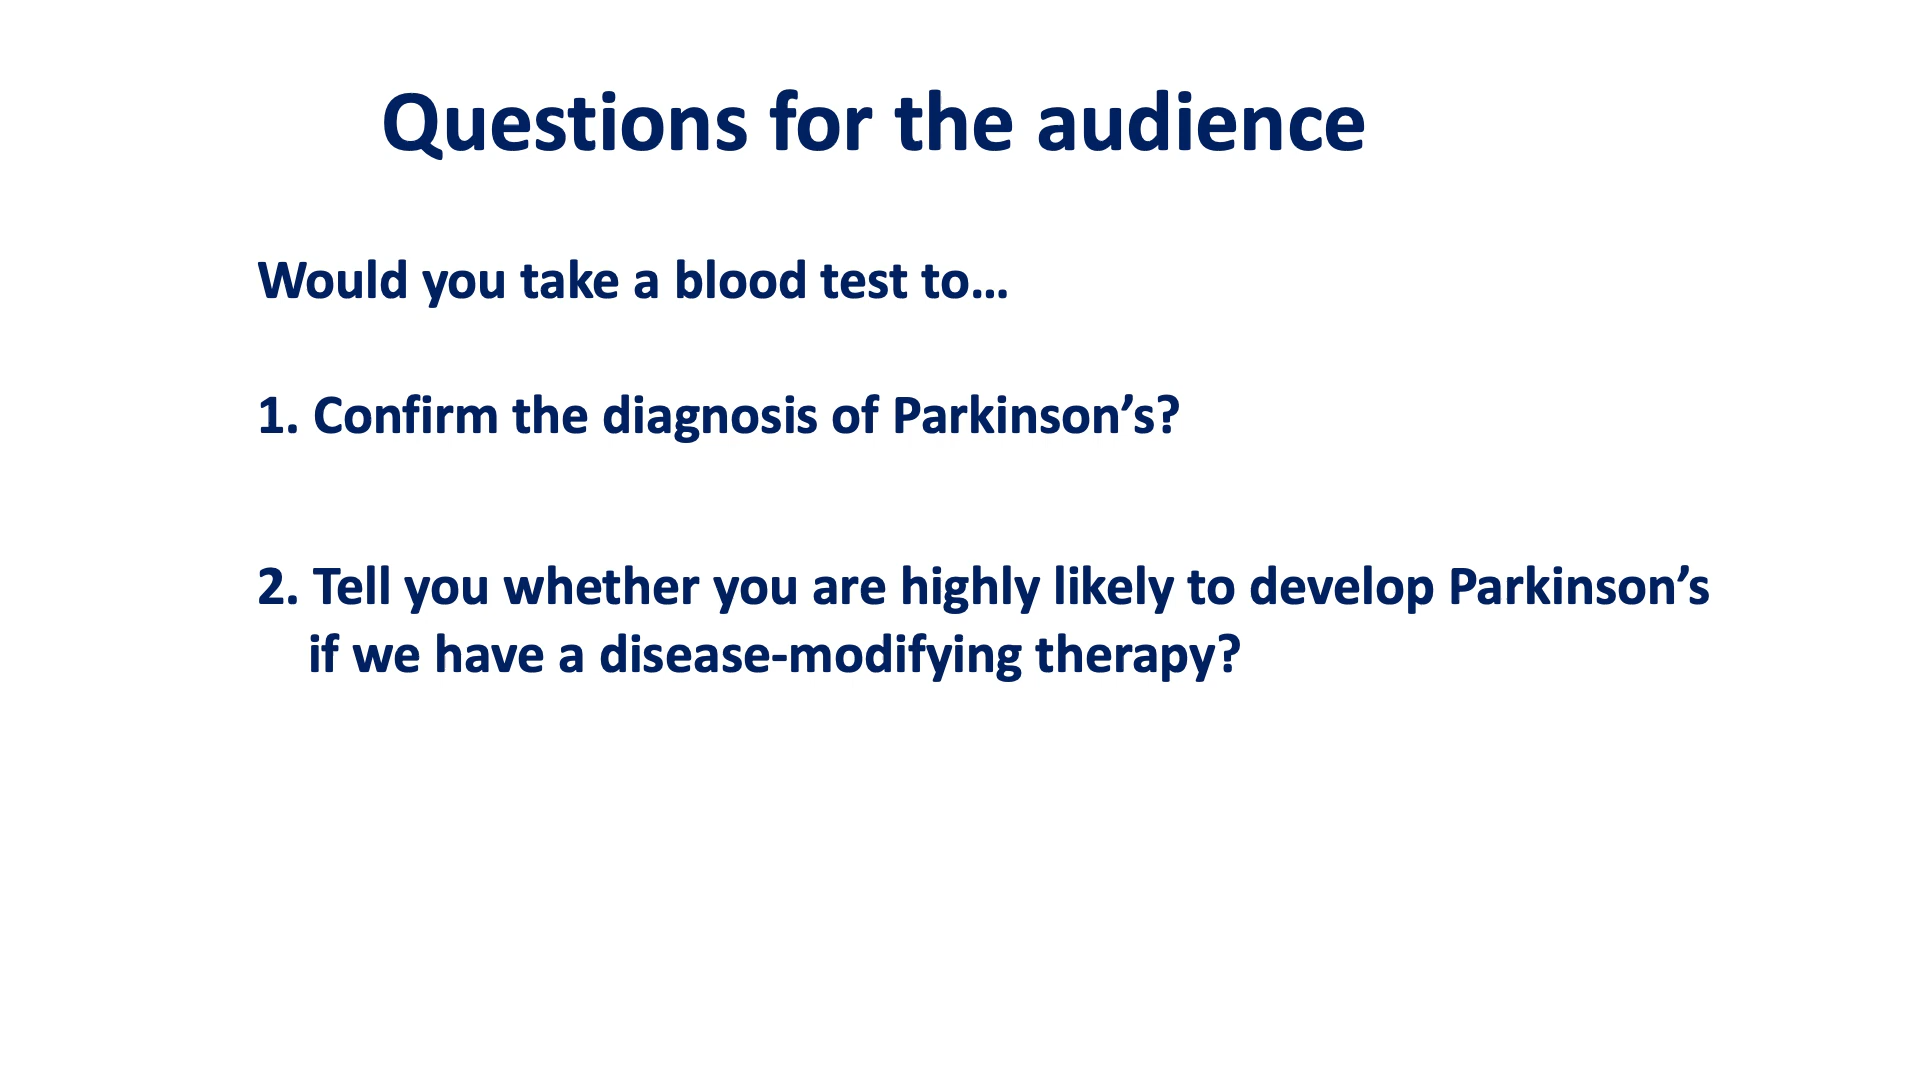 Questions for the audience
Would you take a blood test to…
1. Confirm the diagnosis of Parkinson’s?
2. Tell you whether you are highly likely to develop Parkinson’s
if we have a disease-modifying therapy?